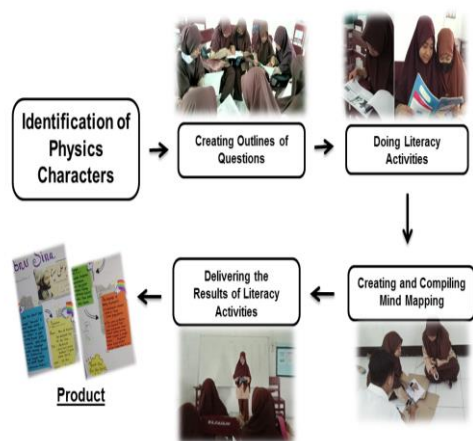 Identification of
Physics
Characters
Creating Outlines of
Questions
Doing Literacy
Activities
Creating and Compiling
Mind Mapping
Delivering the
Results of Literacy
Activities
Product